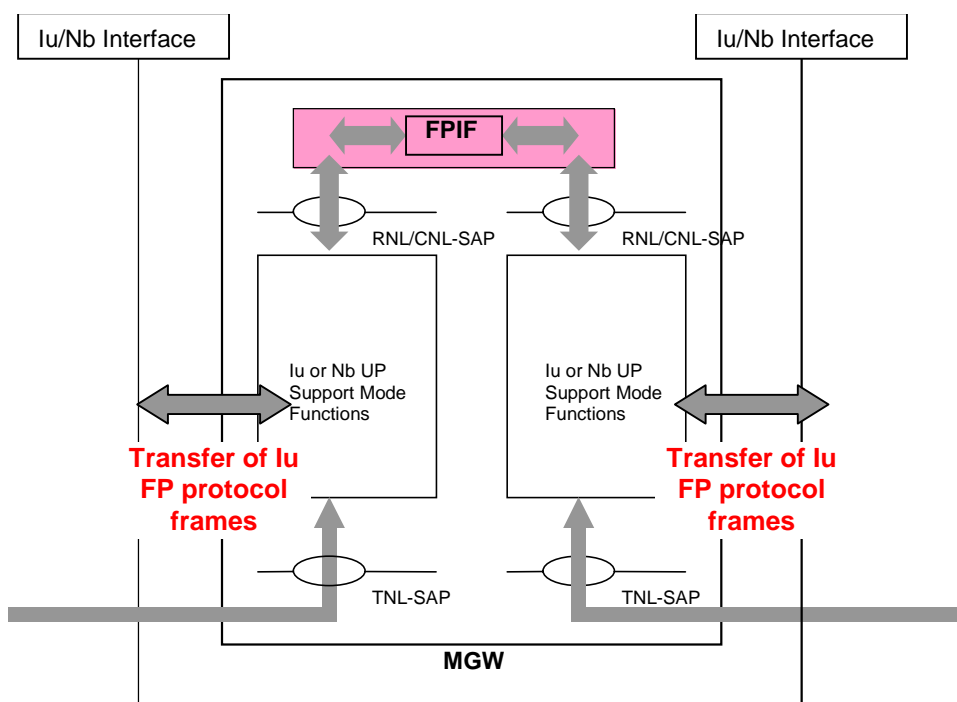 Iu/Nb Interface
Iu/Nb Interface
FPIF
RNL/CNL-SAP
RNL/CNL-SAP
Iu or Nb UP
Support Mode
Functions
Iu or Nb UP
Support Mode
Functions
Transfer of Iu
FP protocol
frames
Transfer of Iu
FP protocol
frames
TNL-SAP
TNL-SAP
MGW